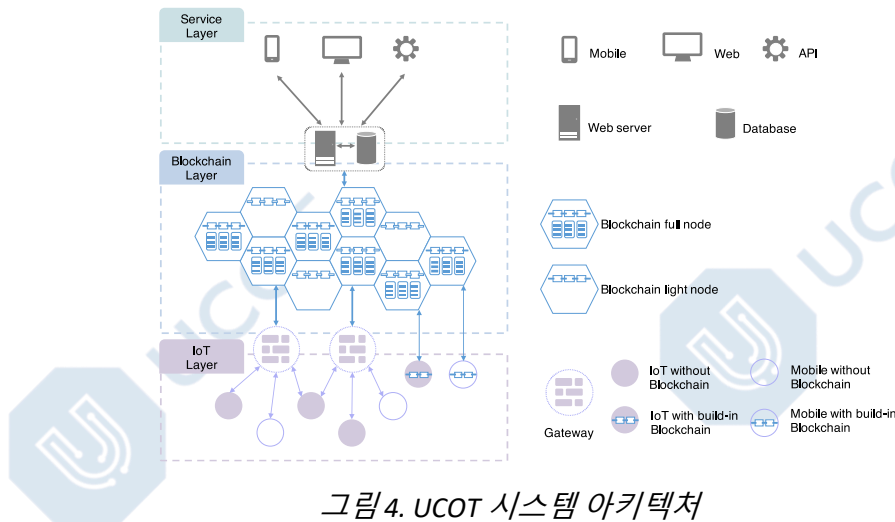 Service
Layer
Mobile
Web
API
Web server
Database
Blockchain
Layer
Blockchain full node
Blockchain light node
IoT
Layer
IoT without
Blockchain
Mobile without
Blockchain
IoT with build-in
Blockchain
Mobile with build-in
Blockchain
Gateway
그림 4. UCOT 시스템 아키텍처